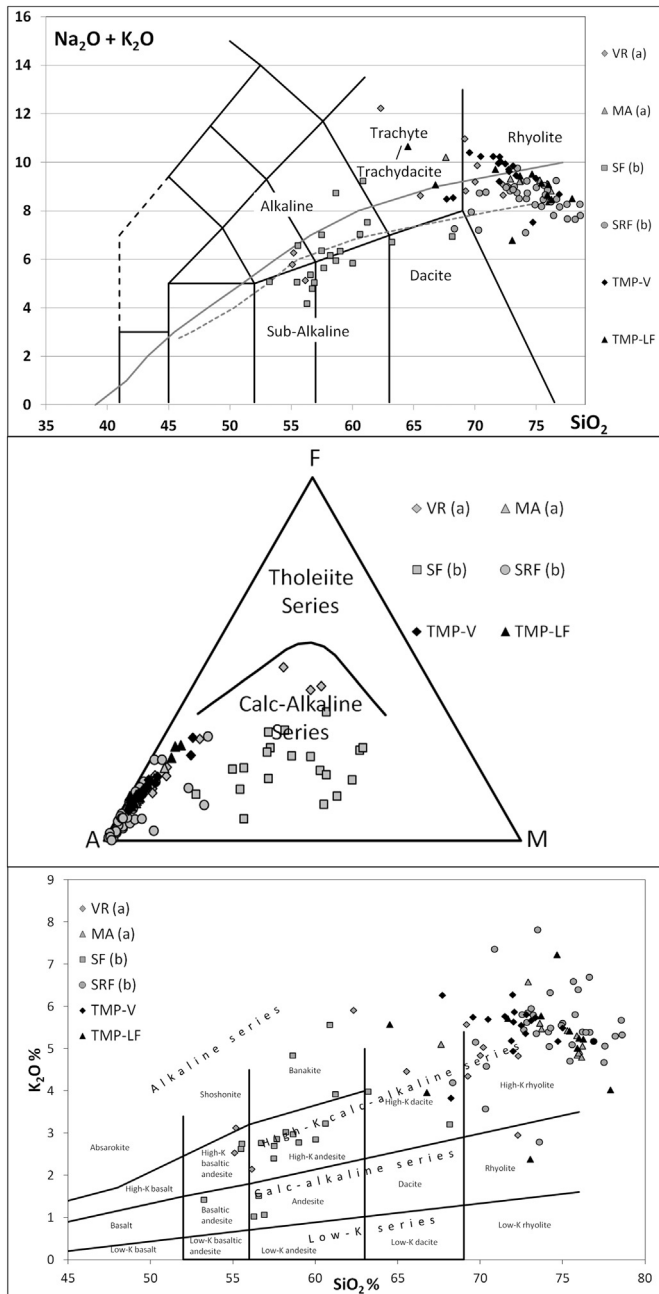 Na₂O + K₂O
16
14
12
10
8
6
4
2
0
35 40 45 50 55 60 65 70 75
SiO₂
Trachyte
Trachydacite
Rhyolite
Alkaline
Dacite
Sub-Alkaline
VR (a)
MA (a)
SF (b)
SRF (b)
TMP-V
TMP-LF
F
VR (a) MA (a)
SF (b) SRF (b)
TMP-V TMP-LF
Tholeiite
Series
Calc-Alkaline
Series
A M
K₂O %
9
8
7
6
5
4
3
2
1
0
VR (a)
MA (a)
SF (b)
SRF (b)
TMP-V
TMP-LF
Alkaline series
Banakite
Shoshonite
Absarokite
High-K calc-alkaline series
High-K dacite
High-K rhyolite
High-K
basaltic
andesite
High-K andesite
High-K basalt
Calc-alkaline series
Basalt
Basaltic
andesite
Andesite
Dacite
Rhyolite
Low-K series
Low-K basalt
Low-K basaltic
andesite
Low-K andesite
Low-K dacite
Low-K rhyolite
45 50 55 60 65 70 75 80
SiO₂ %